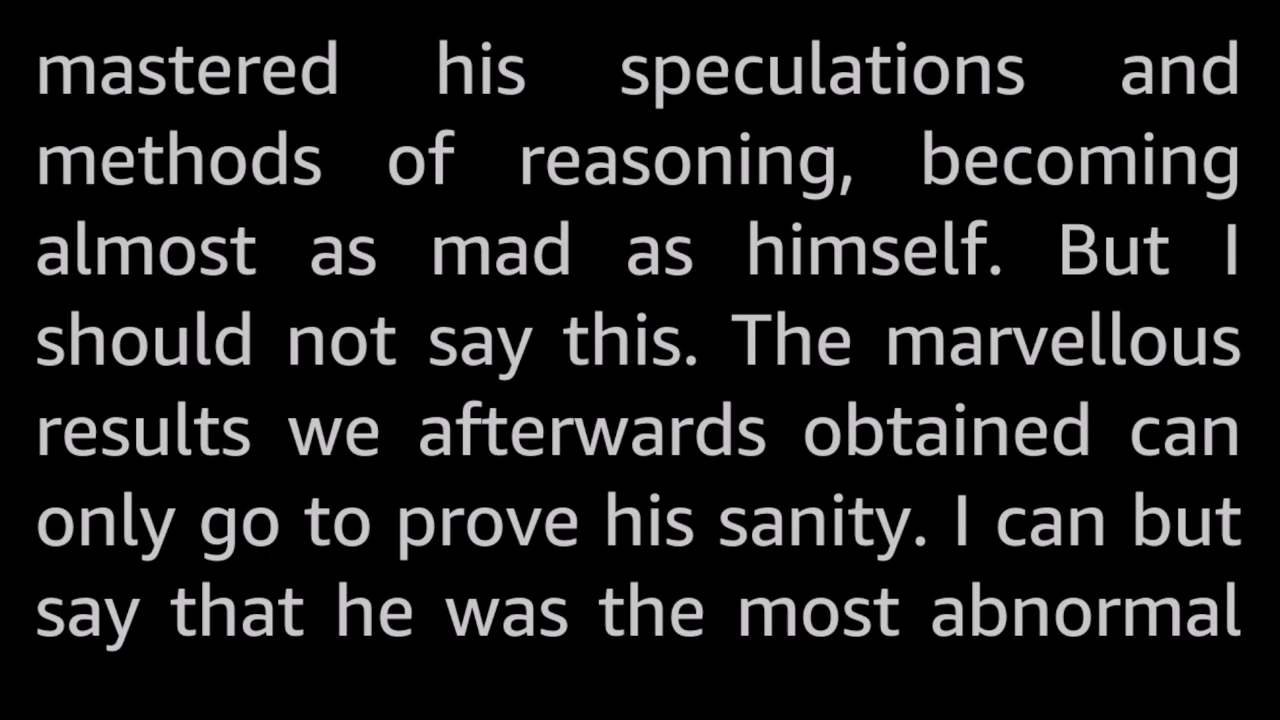 mastered his speculations and
methods of reasoning, becoming
almost as mad as himself. But I
should not say this. The marvellous
results we afterwards obtained can
only go to prove his sanity. I can but
say that he was the most abnormal